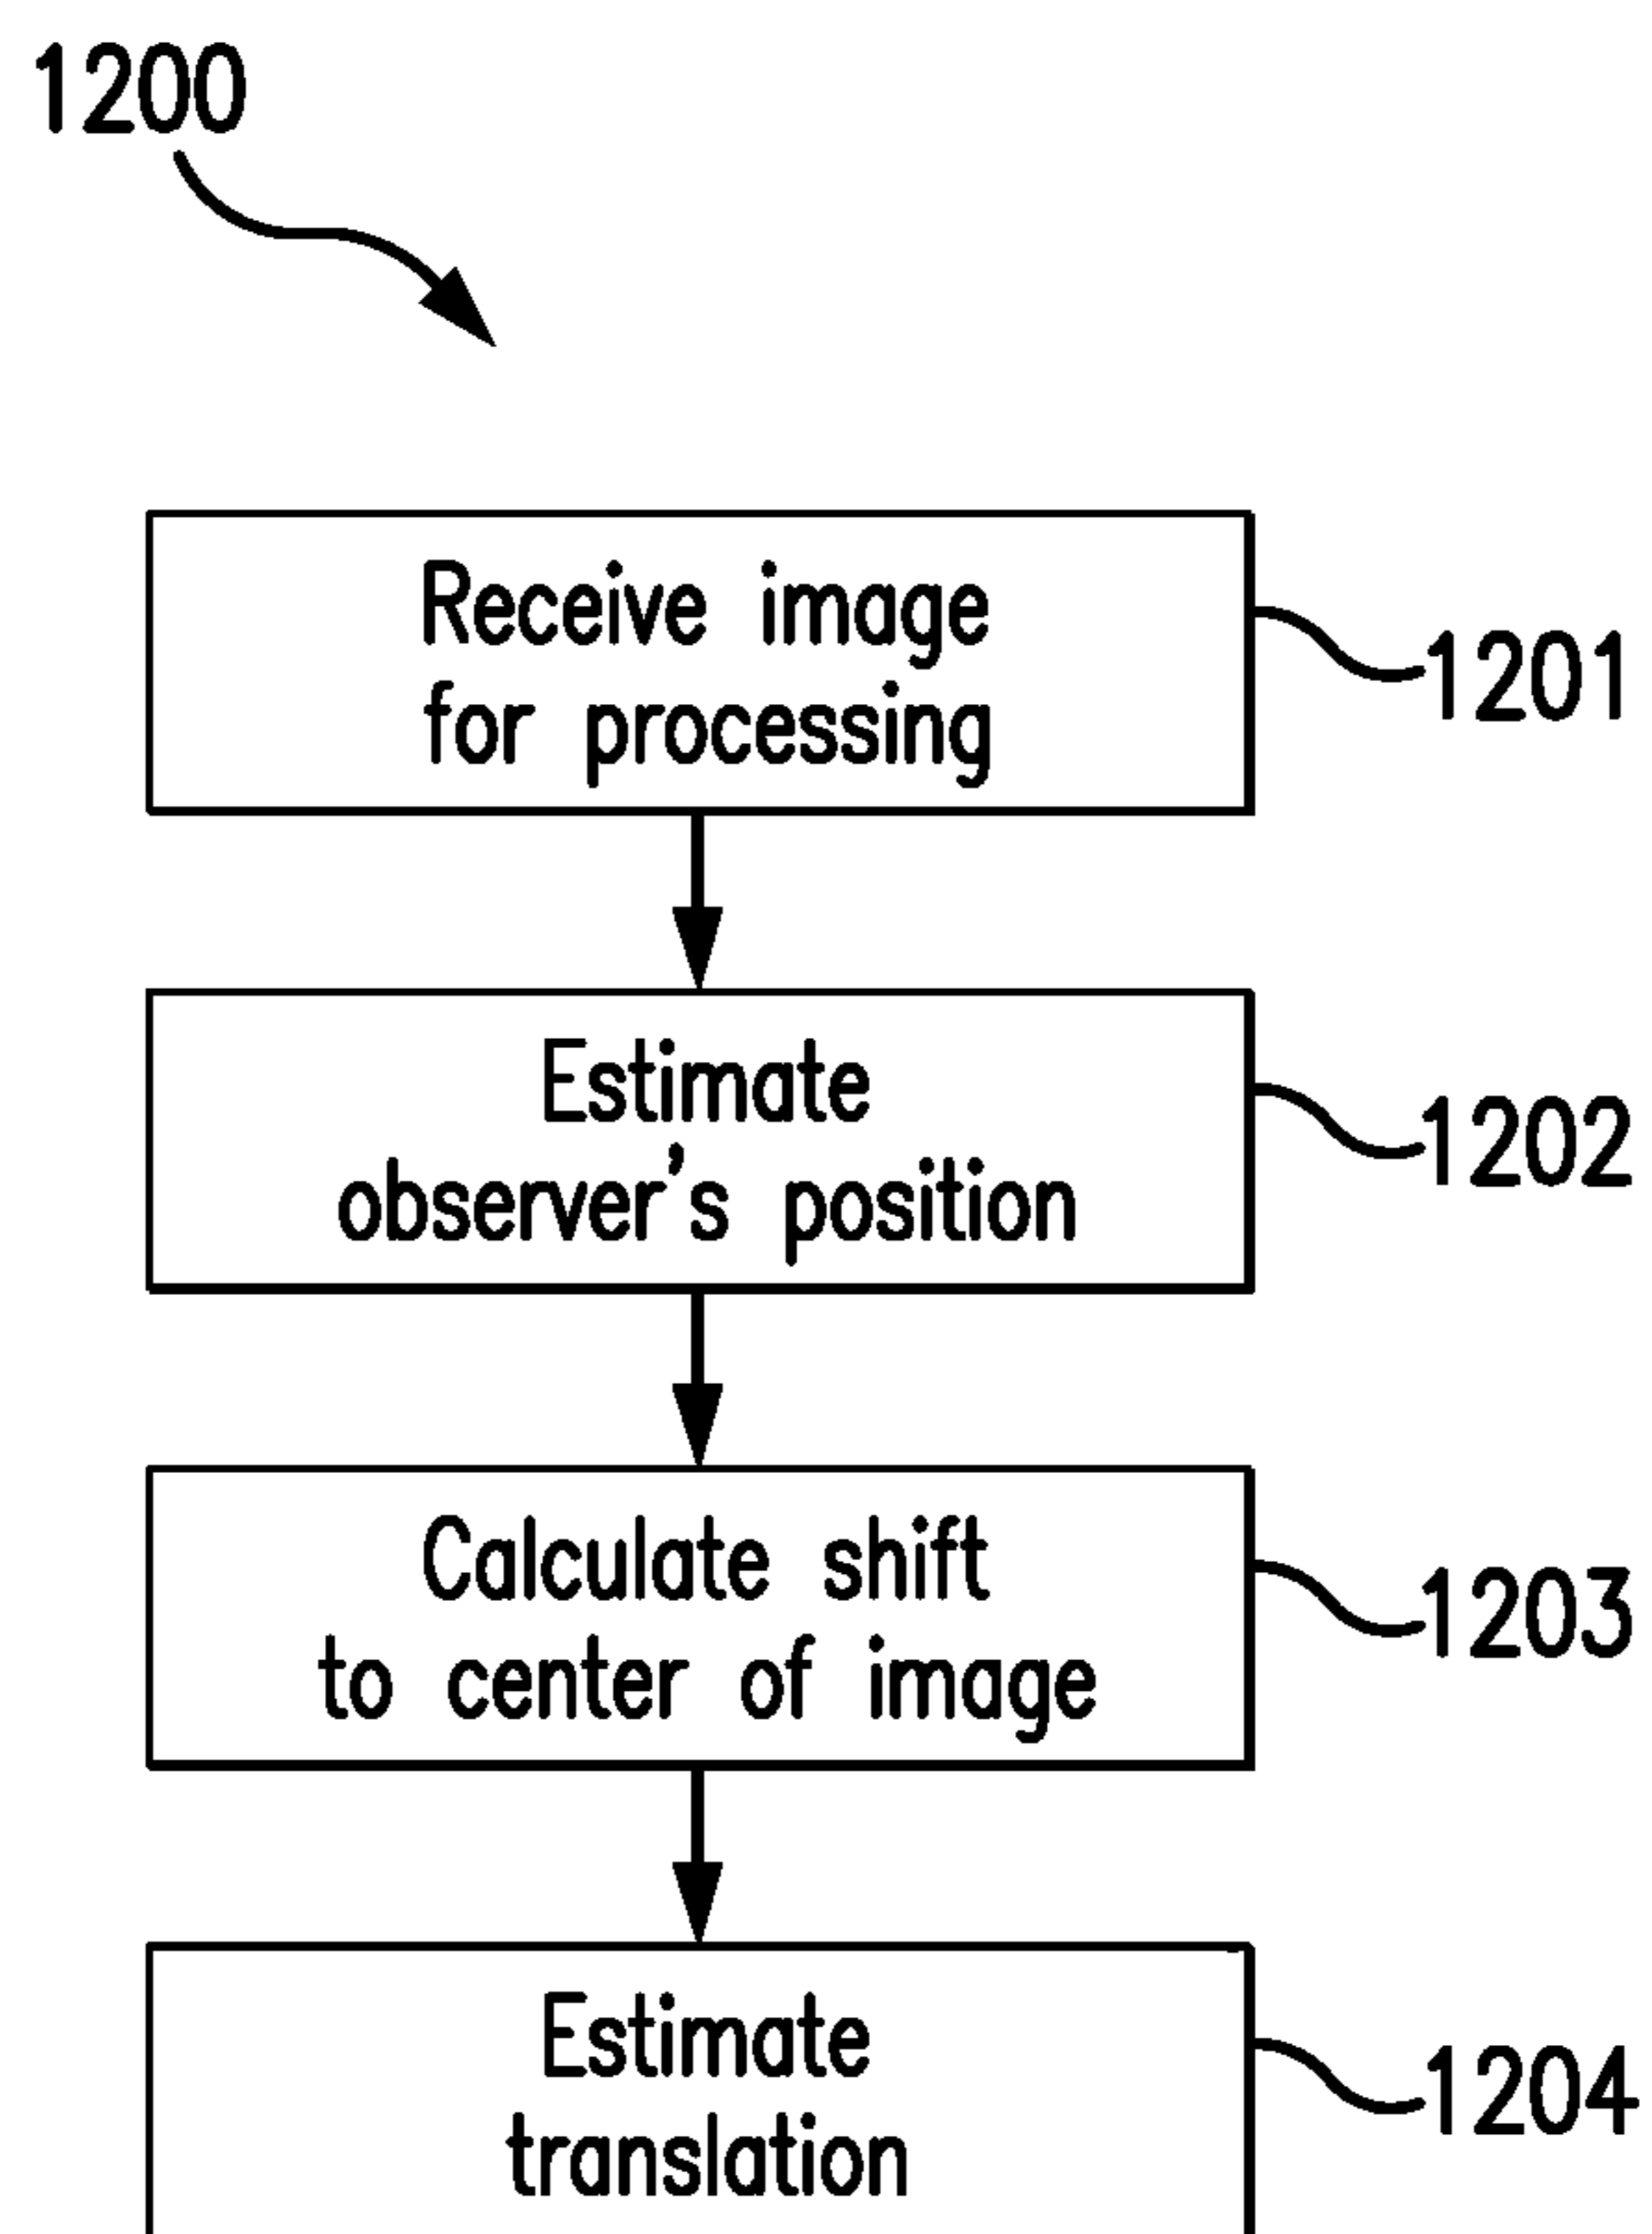 1200
Receive image
for processing
1201
Estimate
observer's position
1202
Calculate shift
to center of image
1203
Estimate
translation
1204